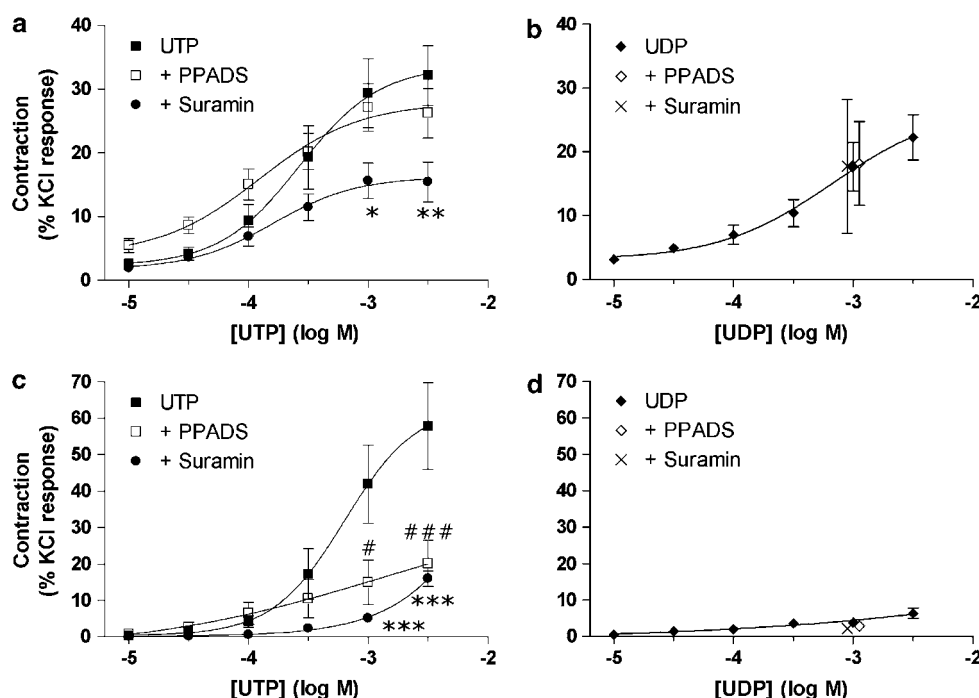 a
40
30
20
10
0
Contraction
(% KCl response)
UTP
+ PPADS
+ Suramin
* **
-5 -4 -3 -2
[UTP] (log M)
b
40
30
20
10
0
UDP
+ PPADS
+ Suramin
-5 -4 -3 -2
[UDP] (log M)
c
70
60
50
40
30
20
10
0
Contraction
(% KCl response)
UTP
+ PPADS
+ Suramin
# ###
***
***
-5 -4 -3 -2
[UTP] (log M)
d
70
60
50
40
30
20
10
0
UDP
+ PPADS
+ Suramin
-5 -4 -3 -2
[UDP] (log M)